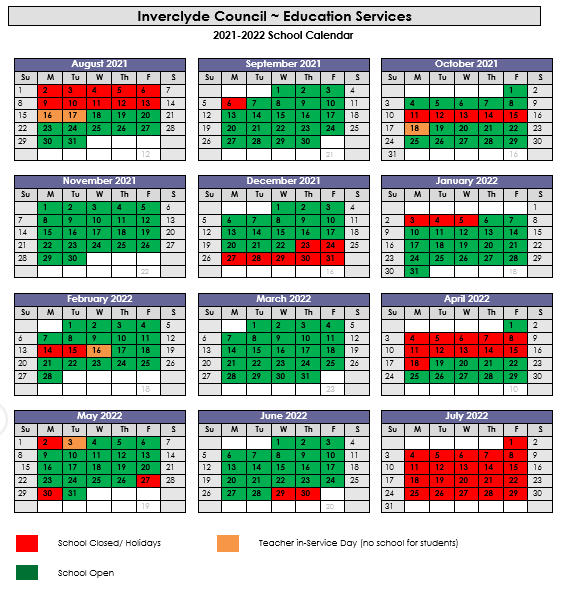 Inverclyde Council ~ Education Services
2021-2022 School Calendar
August 2021
Su M Tu W Th F S
1 2 3 4 5 6 7
8 9 10 11 12 13 14
15 16 17 18 19 20 21
22 23 24 25 26 27 28
29 30 31
12
September 2021
Su M Tu W Th F S
1 2 3 4
5 6 7 8 9 10 11
12 13 14 15 16 17 18
19 20 21 22 23 24 25
26 27 28 29 30
21
October 2021
Su M Tu W Th F S
1 2
3 4 5 6 7 8 9
10 11 12 13 14 15 16
17 18 19 20 21 22 23
24 25 26 27 28 29 30
31 16
November 2021
Su M Tu W Th F S
1 2 3 4 5 6
7 8 9 10 11 12 13
14 15 16 17 18 19 20
21 22 23 24 25 26 27
28 29 30
22
December 2021
Su M Tu W Th F S
1 2 3 4
5 6 7 8 9 10 11
12 13 14 15 16 17 18
19 20 21 22 23 24 25
26 27 28 29 30 31
16
January 2022
Su M Tu W Th F S
1
2 3 4 5 6 7 8
9 10 11 12 13 14 15
16 17 18 19 20 21 22
23 24 25 26 27 28 29
30 31 18
February 2022
Su M Tu W Th F S
1 2 3 4 5
6 7 8 9 10 11 12
13 14 15 16 17 18 19
20 21 22 23 24 25 26
27 28
18
March 2022
Su M Tu W Th F S
1 2 3 4 5
6 7 8 9 10 11 12
13 14 15 16 17 18 19
20 21 22 23 24 25 26
27 28 29 30 31
23
April 2022
Su M Tu W Th F S
1 2
3 4 5 6 7 8 9
10 11 12 13 14 15 16
17 18 19 20 21 22 23
24 25 26 27 28 29 30
10
May 2022
Su M Tu W Th F S
1 2 3 4 5 6 7
8 9 10 11 12 13 14
15 16 17 18 19 20 21
22 23 24 25 26 27 28
29 30 31
19
June 2022
Su M Tu W Th F S
1 2 3 4
5 6 7 8 9 10 11
12 13 14 15 16 17 18
19 20 21 22 23 24 25
26 27 28 29 30
20
July 2022
Su M Tu W Th F S
1 2
3 4 5 6 7 8 9
10 11 12 13 14 15 16
17 18 19 20 21 22 23
24 25 26 27 28 29 30
31
School Closed/ Holidays
Teacher in-Service Day (no school for students)
School Open